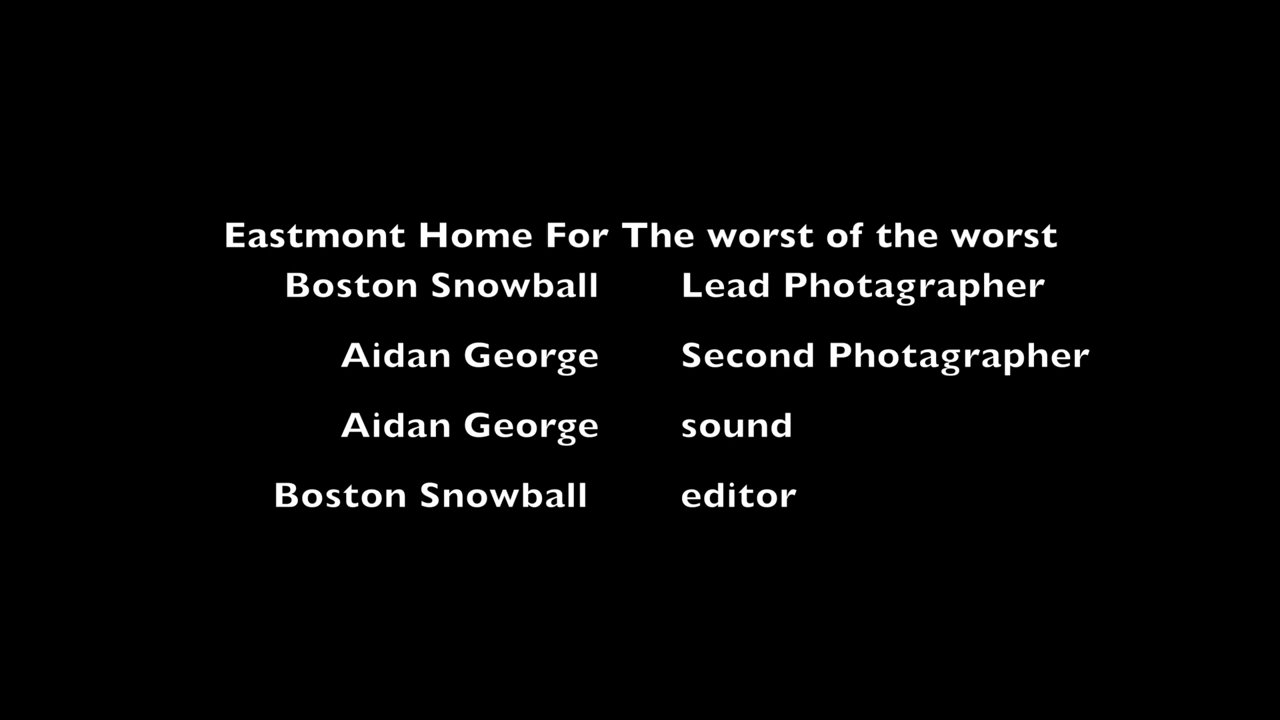 Eastmont Home For The worst of the worst
Boston Snowball Lead Photagrapher
Aidan George Second Photagrapher
Aidan George sound
Boston Snowball editor